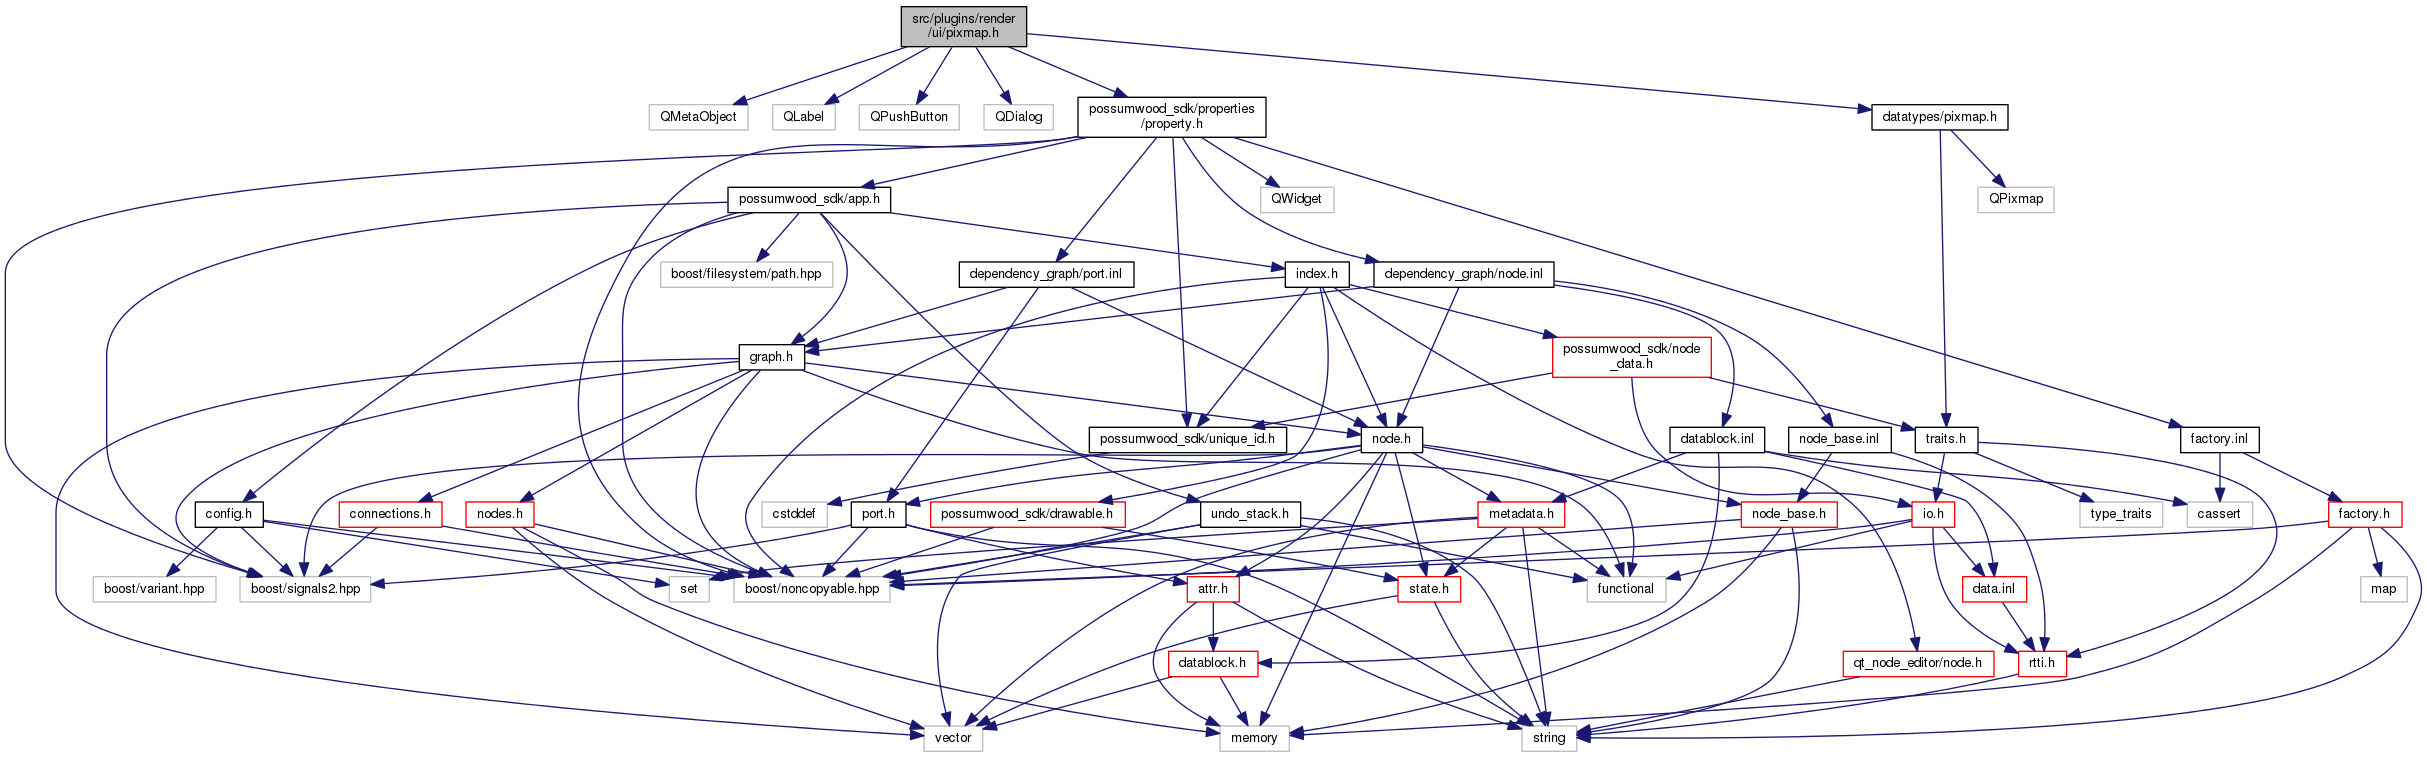 src/plugins/render
/ui/pixmap.h
QMetaObject
QLabel
QPushButton
QDialog
possumwood_sdk/properties
/property.h
datatypes/pixmap.h
possumwood_sdk/app.h
QWidget
QPixmap
boost/filesystem/path.hpp
dependency_graph/port.inl
index.h
dependency_graph/node.inl
graph.h
possumwood_sdk/node
_data.h
possumwood_sdk/unique_id.h
node.h
datablock.inl
node_base.inl
traits.h
factory.inl
config.h
connections.h
nodes.h
cstddef
port.h
possumwood_sdk/drawable.h
undo_stack.h
metadata.h
node_base.h
io.h
type_traits
cassert
factory.h
boost/variant.hpp
boost/signals2.hpp
set
boost/noncopyable.hpp
attr.h
state.h
functional
data.inl
map
datablock.h
qt_node_editor/node.h
rtti.h
vector
memory
string